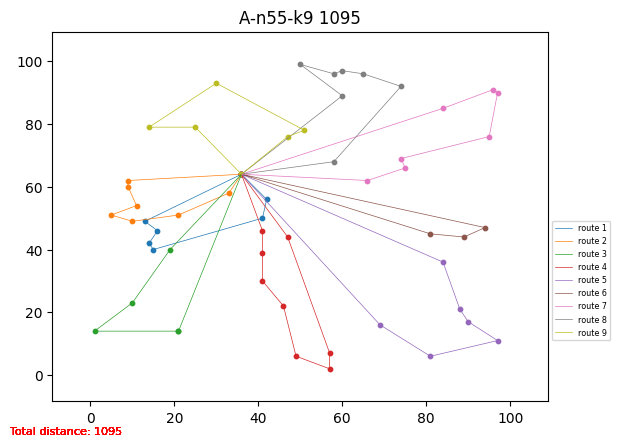 A-n55-k9 1095
100
80
60
40
20
0
0 20 40 60 80 100
route 1
route 2
route 3
route 4
route 5
route 6
route 7
route 8
route 9
Total distance: 1095